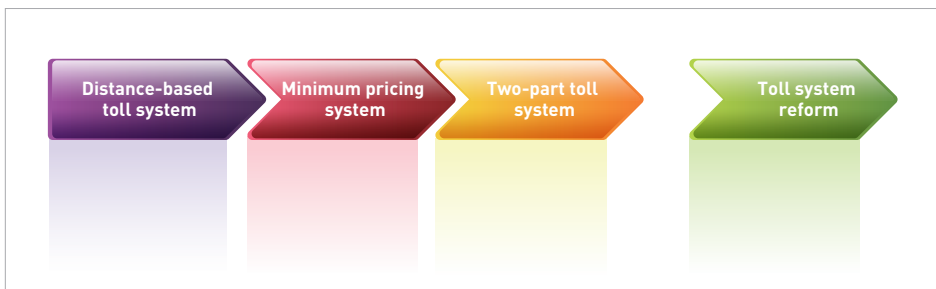 Distance-based
toll system
Minimum pricing
system
Two-part toll
system
Toll system
reform